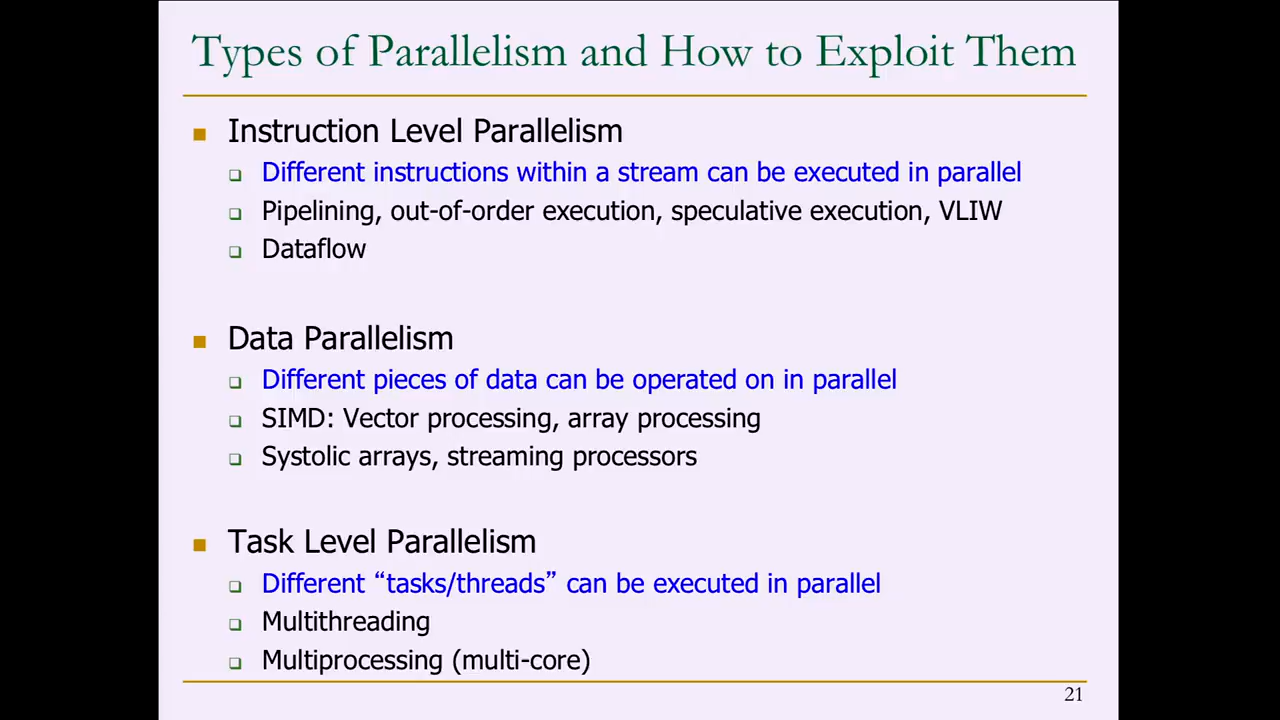 Types of Parallelism and How to Exploit Them
Instruction Level Parallelism
Different instructions within a stream can be executed in parallel
Pipelining, out-of-order execution, speculative execution, VLIW
Dataflow
Data Parallelism
Different pieces of data can be operated on in parallel
SIMD: Vector processing, array processing
Systolic arrays, streaming processors
Task Level Parallelism
Different “tasks/threads” can be executed in parallel
Multithreading
Multiprocessing (multi-core)
21